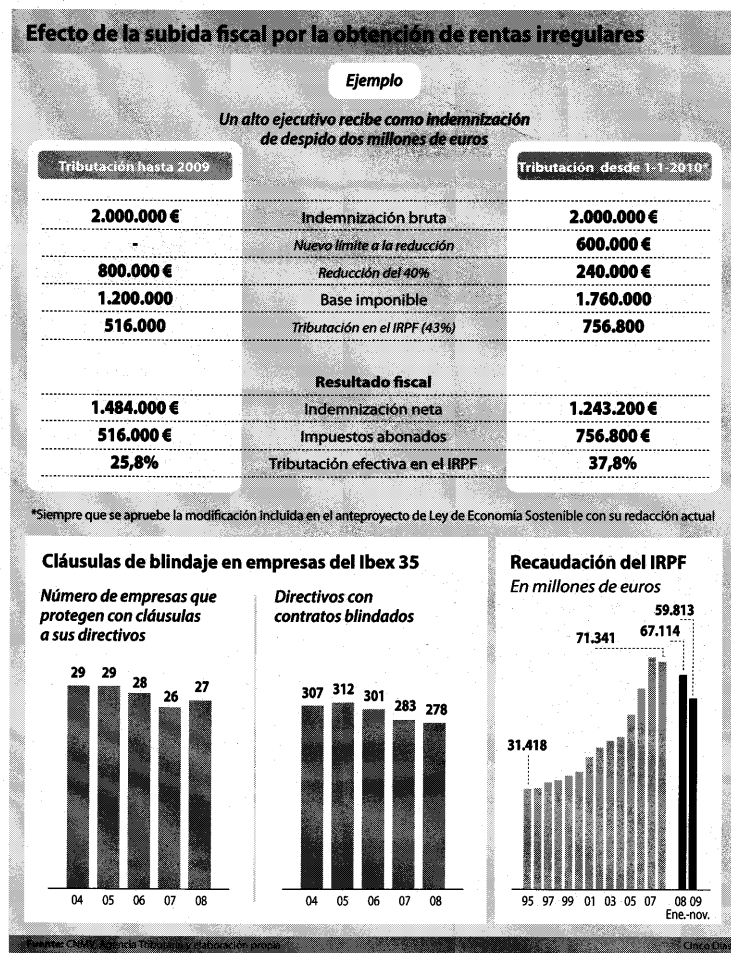 Efecto de la subida fiscal por la obtención de rentas irregulares
Ejemplo
Un alto ejecutivo recibe como indemnización
de despido dos millones de euros
Tributación hasta 2009
Tributación desde 1-1-2010*
2.000.000 € Indemnización bruta 2.000.000 €
- Nuevo límite a la reducción 600.000 €
800.000 € Reducción del 40% 240.000 €
1.200.000 Base imponible 1.760.000
516.000 Tributación en el IRPF (43%) 756.800
Resultado fiscal
1.484.000 € Indemnización neta 1.243.200 €
516.000 € Impuestos abonados 756.800 €
25,8% Tributación efectiva en el IRPF 37,8%
*Siempre que se apruebe la modificación incluida en el anteproyecto de Ley de Economía Sostenible con su redacción actual
Cláusulas de blindaje en empresas del Ibex 35
Número de empresas que
protegen con cláusulas
a sus directivos
29 29 28 26 27
04 05 06 07 08
Directivos con
contratos blindados
307 312 301 283 278
04 05 06 07 08
Recaudación del IRPF
En millones de euros
59.813
71.341 67.114
31.418
95 97 99 01 03 05 07 08 09
Ene.-nov.
Fuente: CNMV, Agencia Tributaria y elaboración propia
Cinco Días